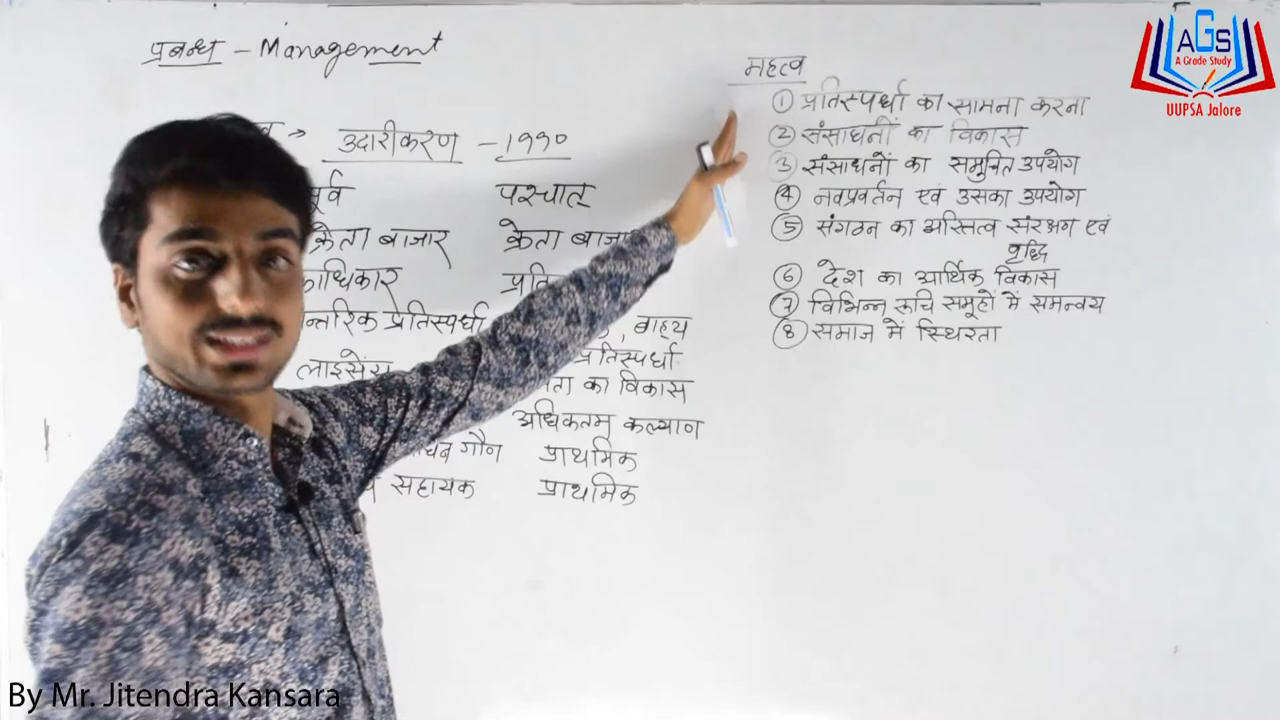 प्रबन्ध - Management
→ उदारीकरण - १९९०
पश्चात्
क्रेता बाजार
क्रेता
, वाह्य
प्रतिस्पर्धा प्रतिस्पर्धा
लाइसेंस
का विकास
अधिकतम कल्याण
गौन प्राथमिक
सहायक प्राथमिक
महत्व
① प्रतिस्पर्धा का सामना करना
② संसाधनों का विकास
③ संसाधनों का समुचित उपयोग
④ नवप्रवर्तन एवं उसका उपयोग
⑤ संगठन का अस्तित्व संरक्षण एवं
वृद्धि
⑥ देश का आर्थिक विकास
⑦ विभिन्न रूचि समूहों में समन्वय
⑧ समाज में स्थिरता
AGS
A Grade Study
UUPSA Jalore
By Mr. Jitendra Kansara